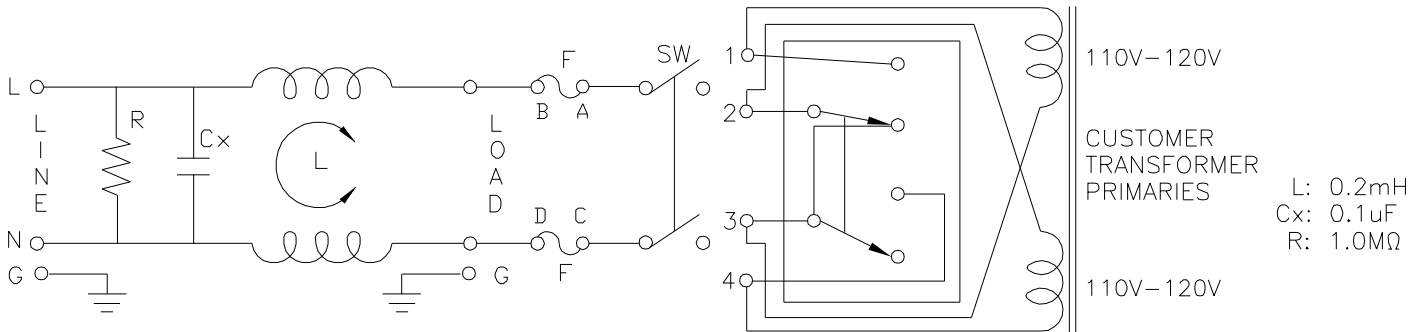 L
LINE
N
G
R
Cx
L
LOAD
G
B
F
A
D
C
F
SW
1
2
3
4
110V-120V
CUSTOMER
TRANSFORMER
PRIMARIES
110V-120V
L: 0.2mH
Cx: 0.1uF
R: 1.0MΩ